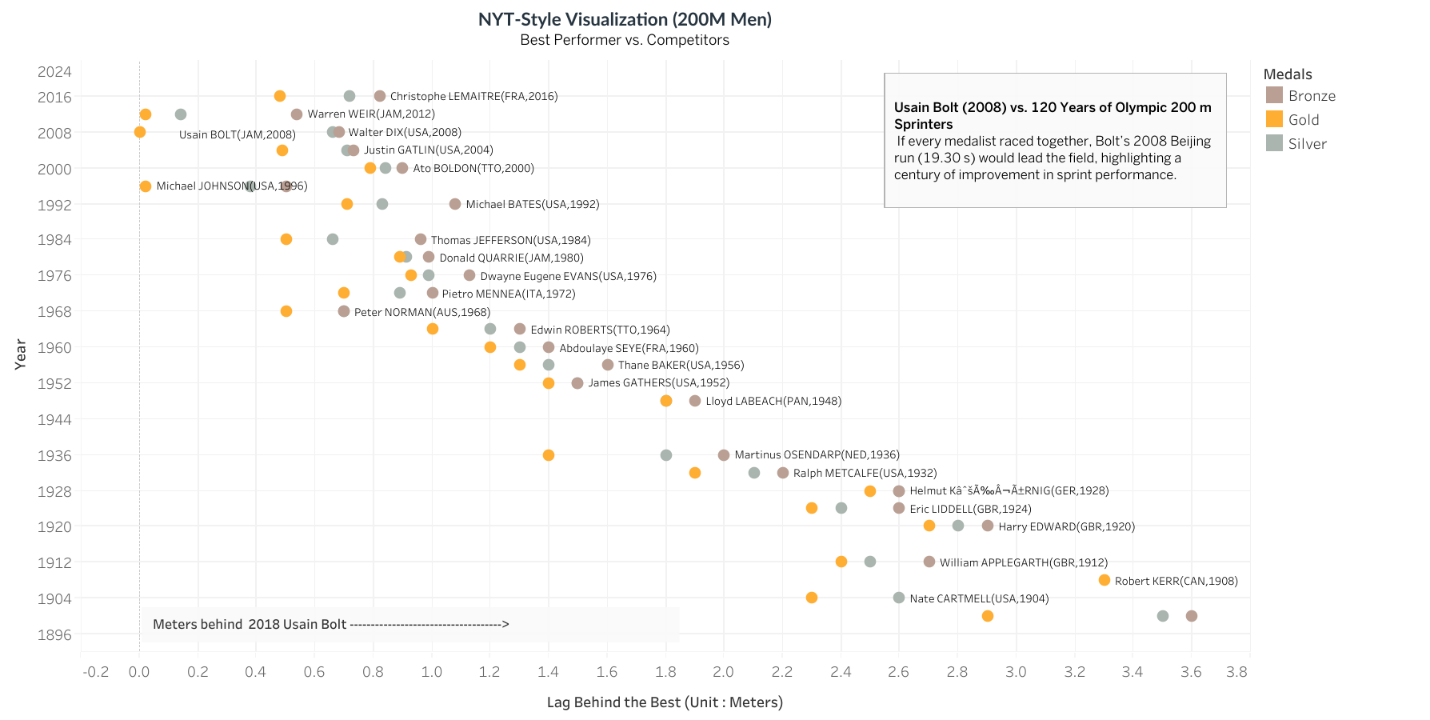 NYT-Style Visualization (200M Men)
Best Performer vs. Competitors
Medals
Bronze
Gold
Silver
Usain Bolt (2008) vs. 120 Years of Olympic 200 m
Sprinters
If every medalist raced together, Bolt's 2008 Beijing
run (19.30 s) would lead the field, highlighting a
century of improvement in sprint performance.
Year
2024
2016
2008
2000
1992
1984
1976
1968
1960
1952
1944
1936
1928
1920
1912
1904
1896
Christophe LEMAITRE(FRA,2016)
Warren WEIR(JAM,2012)
Usain BOLT(JAM,2008)
Walter DIX(USA,2008)
Justin GATLIN(USA,2004)
Ato BOLDON(TTO,2000)
Michael JOHNSON(USA,1996)
Michael BATES(USA,1992)
Thomas JEFFERSON(USA,1984)
Donald QUARRIE(JAM,1980)
Dwayne Eugene EVANS(USA,1976)
Pietro MENNEA(ITA,1972)
Peter NORMAN(AUS,1968)
Edwin ROBERTS(TTO,1964)
Abdoulaye SEYE(FRA,1960)
Thane BAKER(USA,1956)
James GATHERS(USA,1952)
Lloyd LABEACH(PAN,1948)
Martinus OSENDARP(NED,1936)
Ralph METCALFE(USA,1932)
Helmut (GER,1928)
Eric LIDDELL(GBR,1924)
Harry EDWARD(GBR,1920)
William APPLEGARTH(GBR,1912)
Robert KERR(CAN,1908)
Nate CARTMELL(USA,1904)
Meters behind 2018 Usain Bolt ------------------------------------>
-0.2 0.0 0.2 0.4 0.6 0.8 1.0 1.2 1.4 1.6 1.8 2.0 2.2 2.4 2.6 2.8 3.0 3.2 3.4 3.6 3.8
Lag Behind the Best (Unit : Meters)